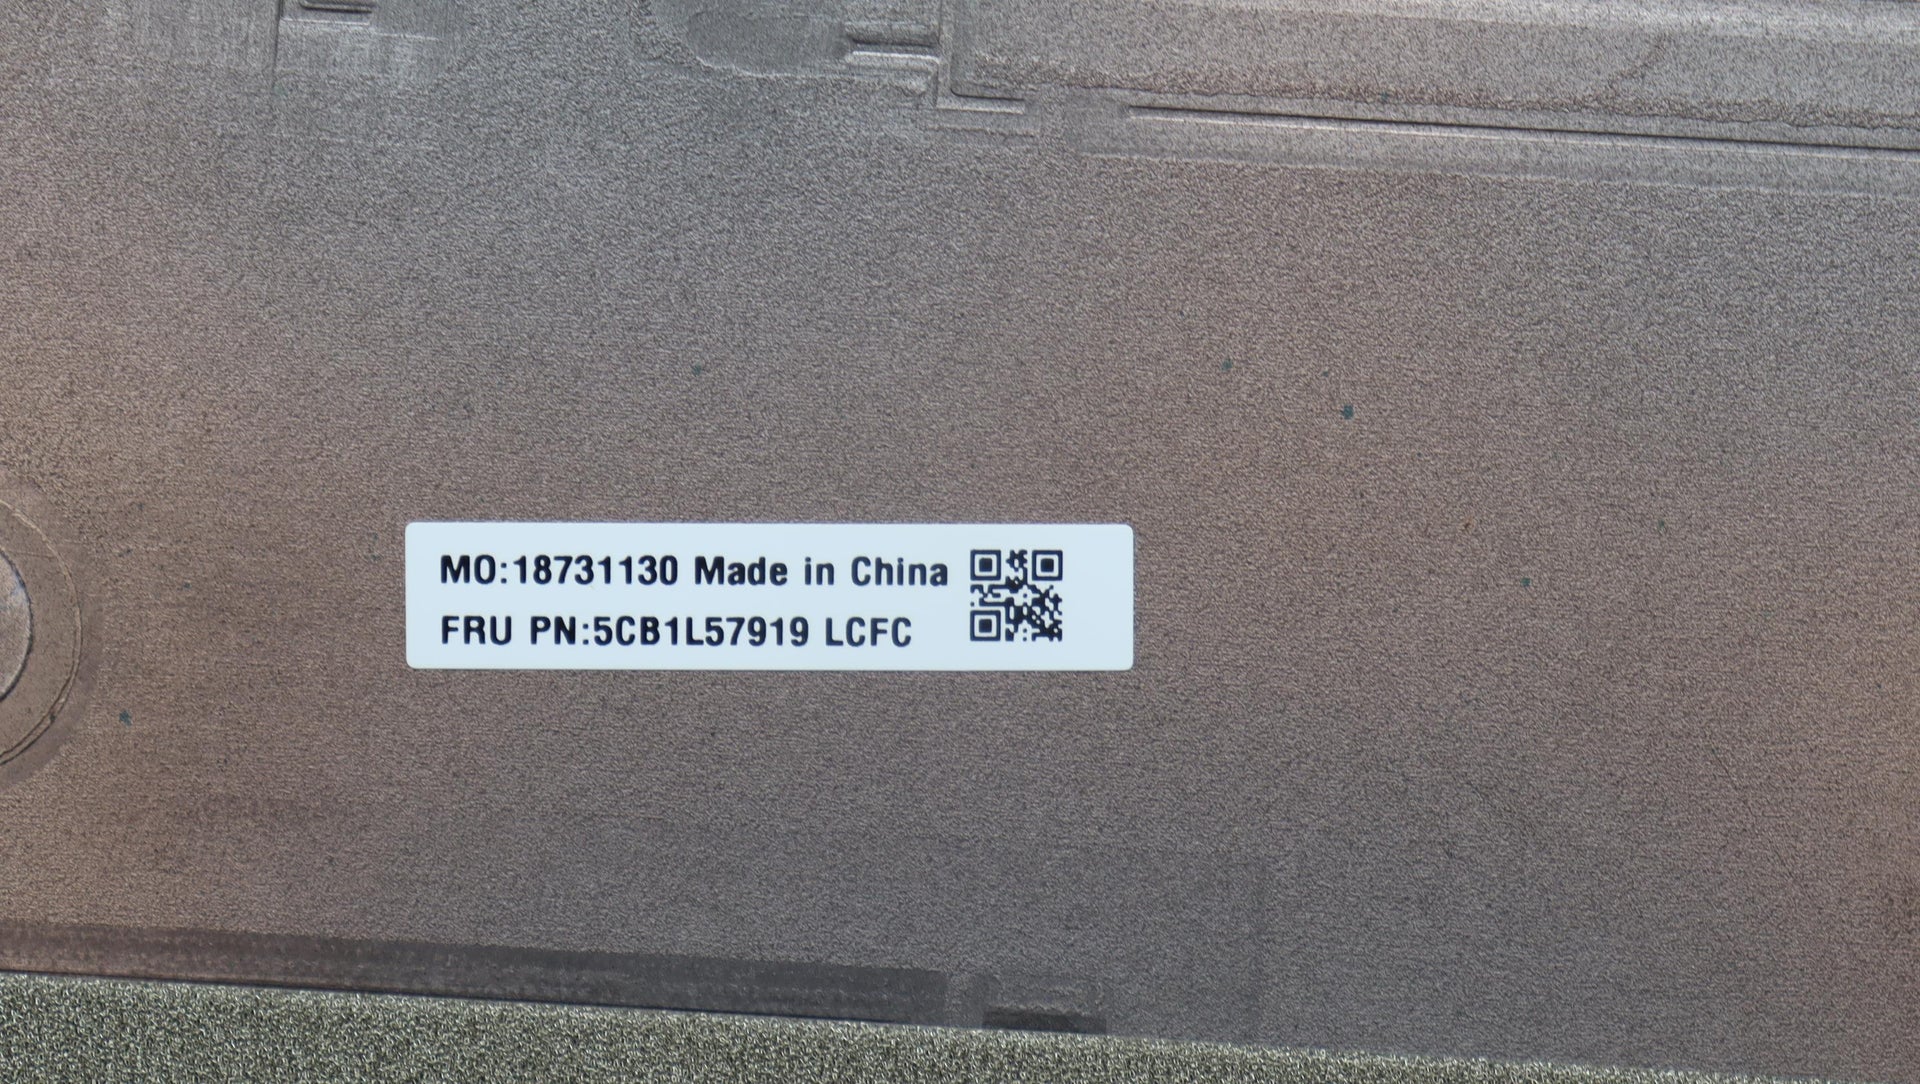 MO:18731130 Made in China
FRU PN:5CB1L57919 LCFC